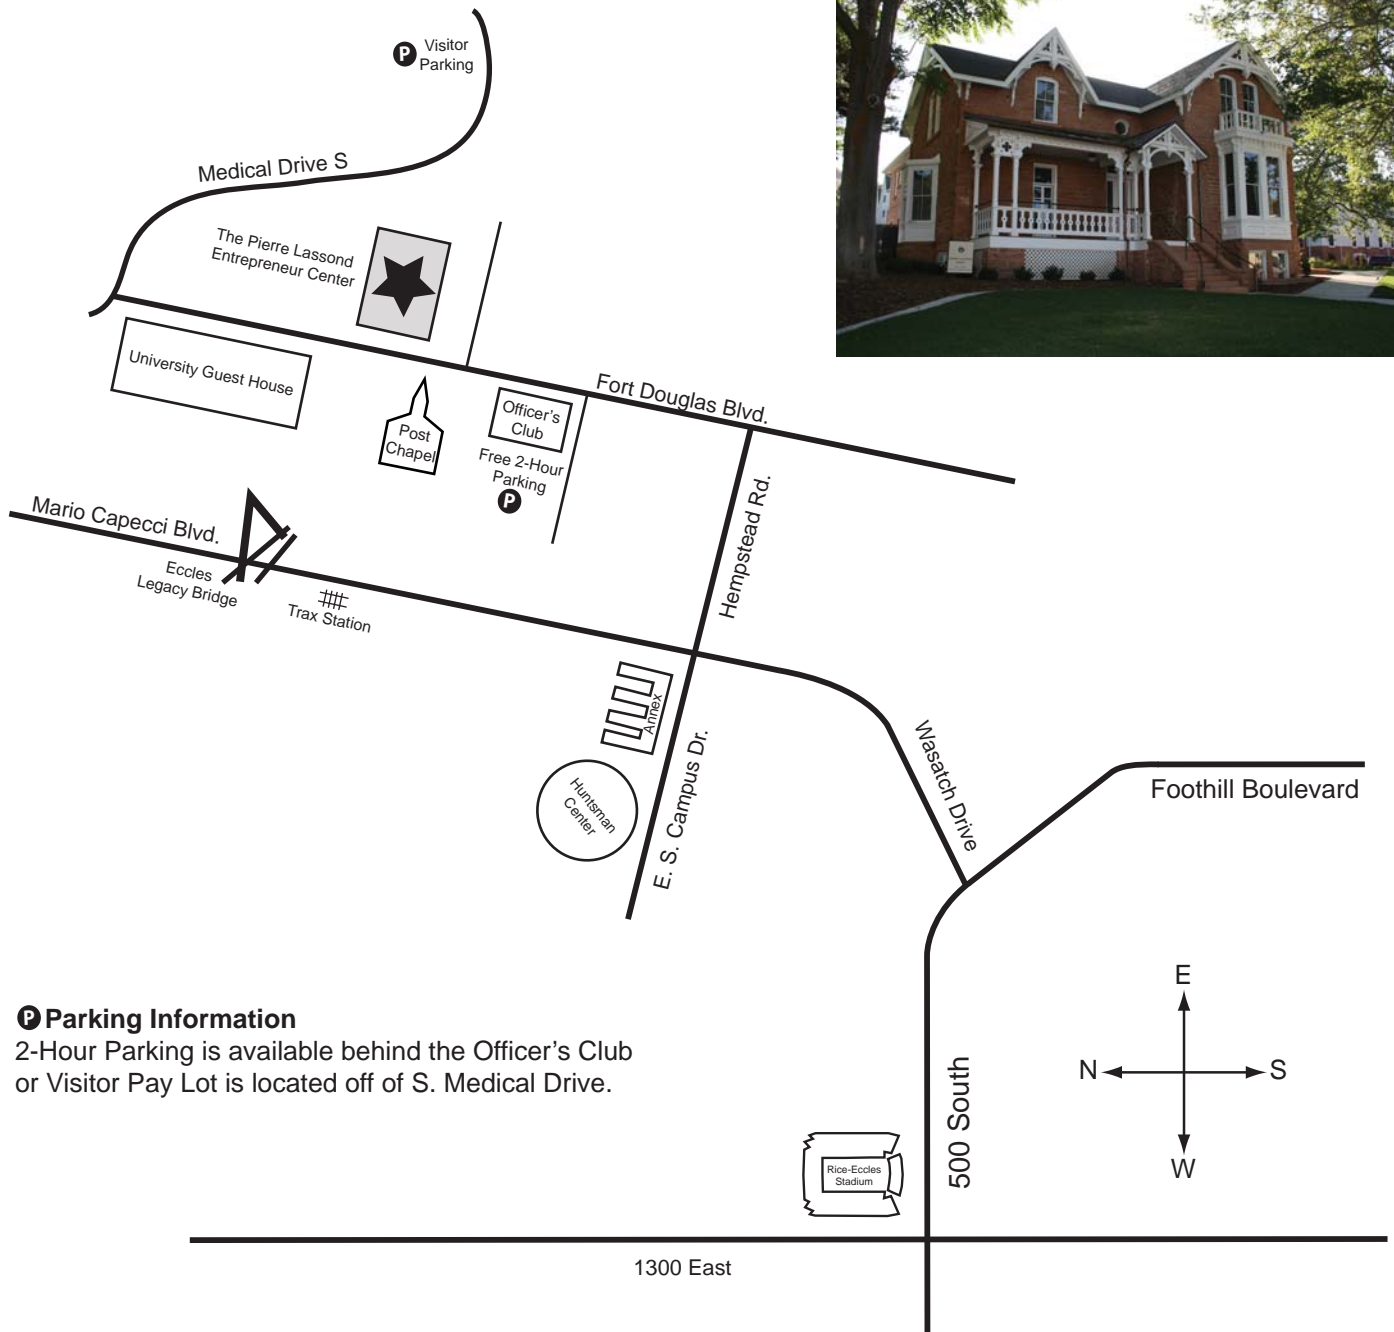 P Visitor
Parking
Medical Drive S
The Pierre Lassond
Entrepreneur Center
University Guest House
Fort Douglas Blvd.
Officer's
Club
Post
Chapel
Free 2-Hour
Parking
P
Hempstead Rd.
Mario Capecci Blvd.
Eccles
Legacy Bridge
Trax Station
Annex
Huntsman
Center
E. S. Campus Dr.
Wasatch Drive
Foothill Boulevard
P Parking Information
2-Hour Parking is available behind the Officer's Club
or Visitor Pay Lot is located off of S. Medical Drive.
E
N S
W
500 South
Rice-Eccles
Stadium
1300 East